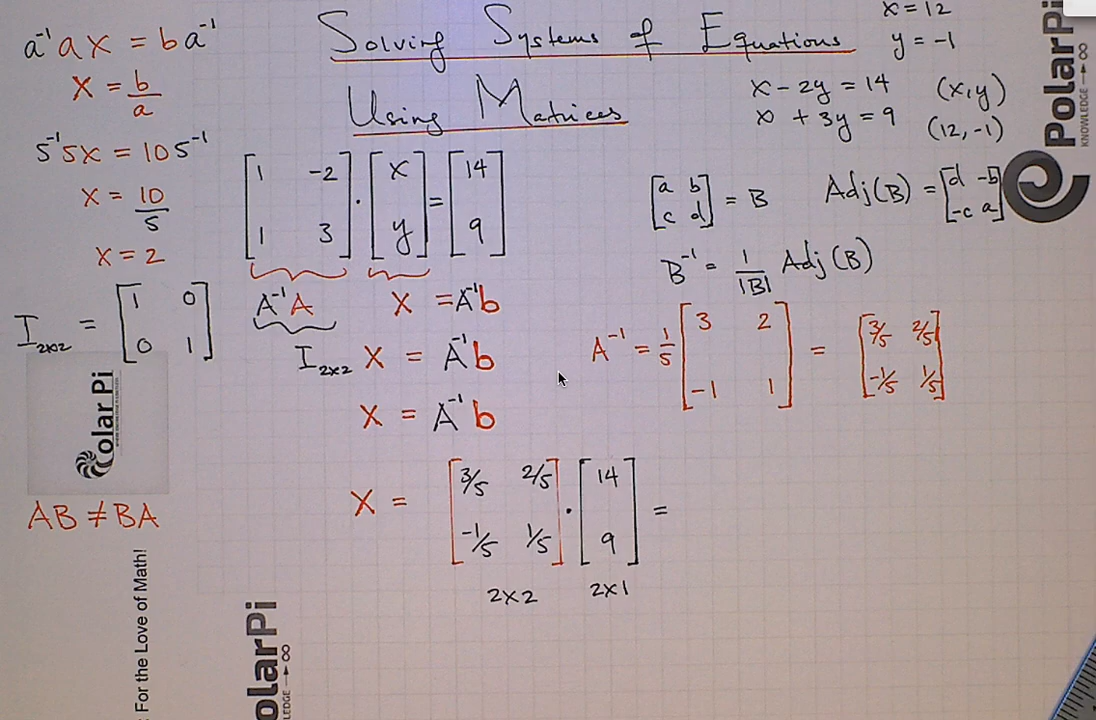 Solving Systems of Equations
Using Matrices
a⁻¹ax = ba⁻¹
x = b/a
5⁻¹5x = 105⁻¹
x = 10/5
x = 2
I₂ₓ₂ = [1 0
0 1]
olar Pi
AB ≠ BA
: For the Love of Math!
olarPi
LEDGE → ∞
[1 -2
1 3] · [x
y] = [14
9]
A⁻¹A X = A⁻¹b
I₂ₓ₂ X = A⁻¹b
X = A⁻¹b
X = [3/5 2/5
-1/5 1/5] · [14
9] =
2x2 2x1
x = 12
y = -1
x - 2y = 14 (x,y)
x + 3y = 9 (12,-1)
[a b
c d] = B Adj(B) = [d -b
-c a]
B⁻¹ = 1/|B| Adj(B)
A⁻¹ = 1/5 [3 2
-1 1] = [3/5 2/5
-1/5 1/5]
PolarPi
KNOWLEDGE → ∞